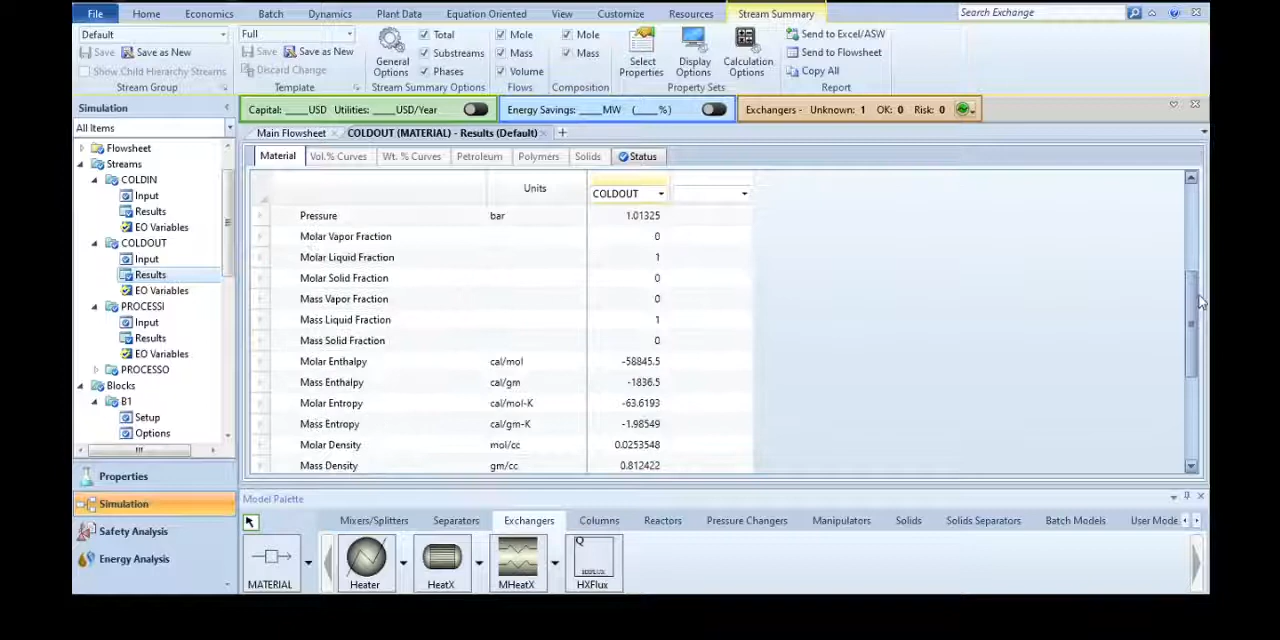 File Home Economics Batch Dynamics Plant Data Equation Oriented View Customize Resources Stream Summary Search Exchange
Default Full Total Mole Mole Send to Excel/ASW
Save Save as New Save Save as New Substreams Mass Mass Send to Flowsheet
Show Child Hierarchy Streams Discard Change General Options Phases Volume Select Properties Display Options Calculation Options Copy All
Stream Group Template Stream Summary Options Flows Composition Property Sets Report
Simulation Capital: ____USD Utilities: ____USD/Year Energy Savings: ____MW (____%) Exchangers - Unknown: 1 OK: 0 Risk: 0
All Items Main Flowsheet COLDOUT (MATERIAL) - Results (Default) +
Flowsheet
Streams
COLDIN
Input
Results
EO Variables
COLDOUT
Input
Results
EO Variables
PROCESSI
Input
Results
EO Variables
PROCESSO
Blocks
B1
Setup
Options
Properties
Simulation
Safety Analysis
Energy Analysis
Material Vol.% Curves Wt. % Curves Petroleum Polymers Solids Status
Units COLDOUT
Pressure bar 1.01325
Molar Vapor Fraction 0
Molar Liquid Fraction 1
Molar Solid Fraction 0
Mass Vapor Fraction 0
Mass Liquid Fraction 1
Mass Solid Fraction 0
Molar Enthalpy cal/mol -58845.5
Mass Enthalpy cal/gm -1836.5
Molar Entropy cal/mol-K -63.6193
Mass Entropy cal/gm-K -1.98549
Molar Density mol/cc 0.0253548
Mass Density gm/cc 0.812422
Model Palette
Mixers/Splitters Separators Exchangers Columns Reactors Pressure Changers Manipulators Solids Solids Separators Batch Models User Mode
MATERIAL Heater HeatX MHeatX Q HXFLUX HXFlux